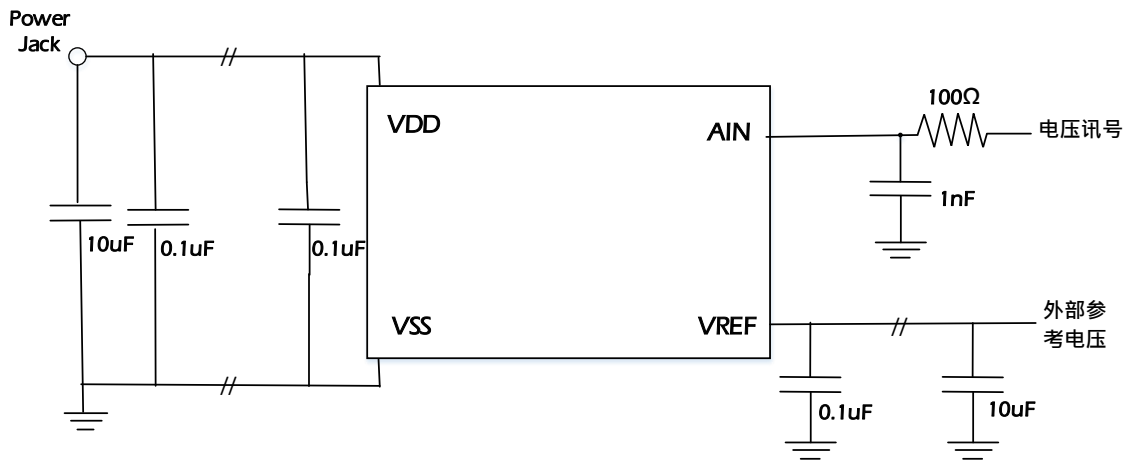 Power
Jack
VDD
AIN
100Ω
电压讯号
1nF
10uF
0.1uF
0.1uF
VSS
VREF
外部参
考电压
0.1uF
10uF